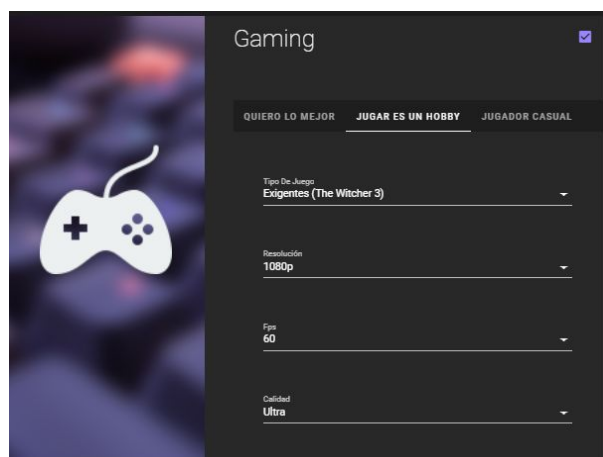 Gaming
QUIERO LO MEJOR JUGAR ES UN HOBBY JUGADOR CASUAL
Tipo De Juego
Exigentes (The Witcher 3)
Resolución
1080p
Fps
60
Calidad
Ultra